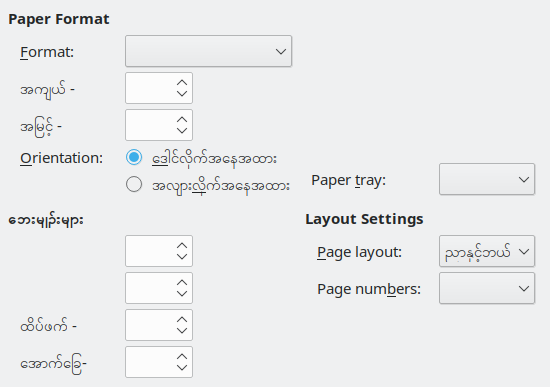 Paper Format
Format:
အကျယ် -
အမြင့် -
Orientation:
ဒေါင်လိုက်အနေအထား
အလျားလိုက်အနေအထား
Paper tray:
ဘေးမျဉ်းများ
Layout Settings
Page layout:
ညာနှင့်ဘယ်
Page numbers:
ထိပ်ဖက် -
အောက်ခြေ-